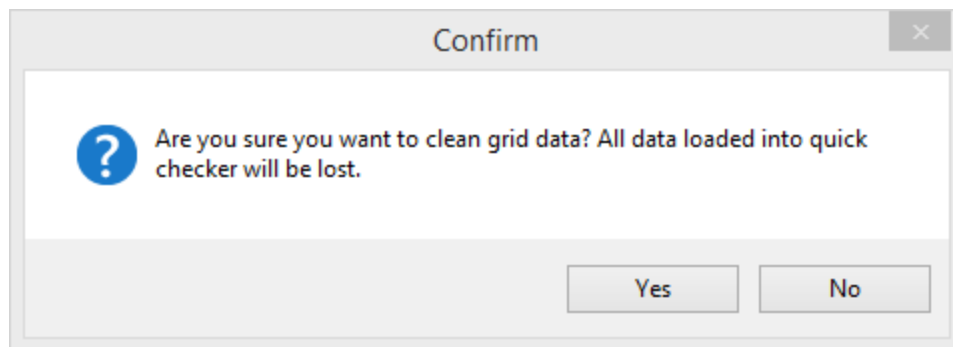 Confirm
Are you sure you want to clean grid data? All data loaded into quick
checker will be lost.
Yes
No